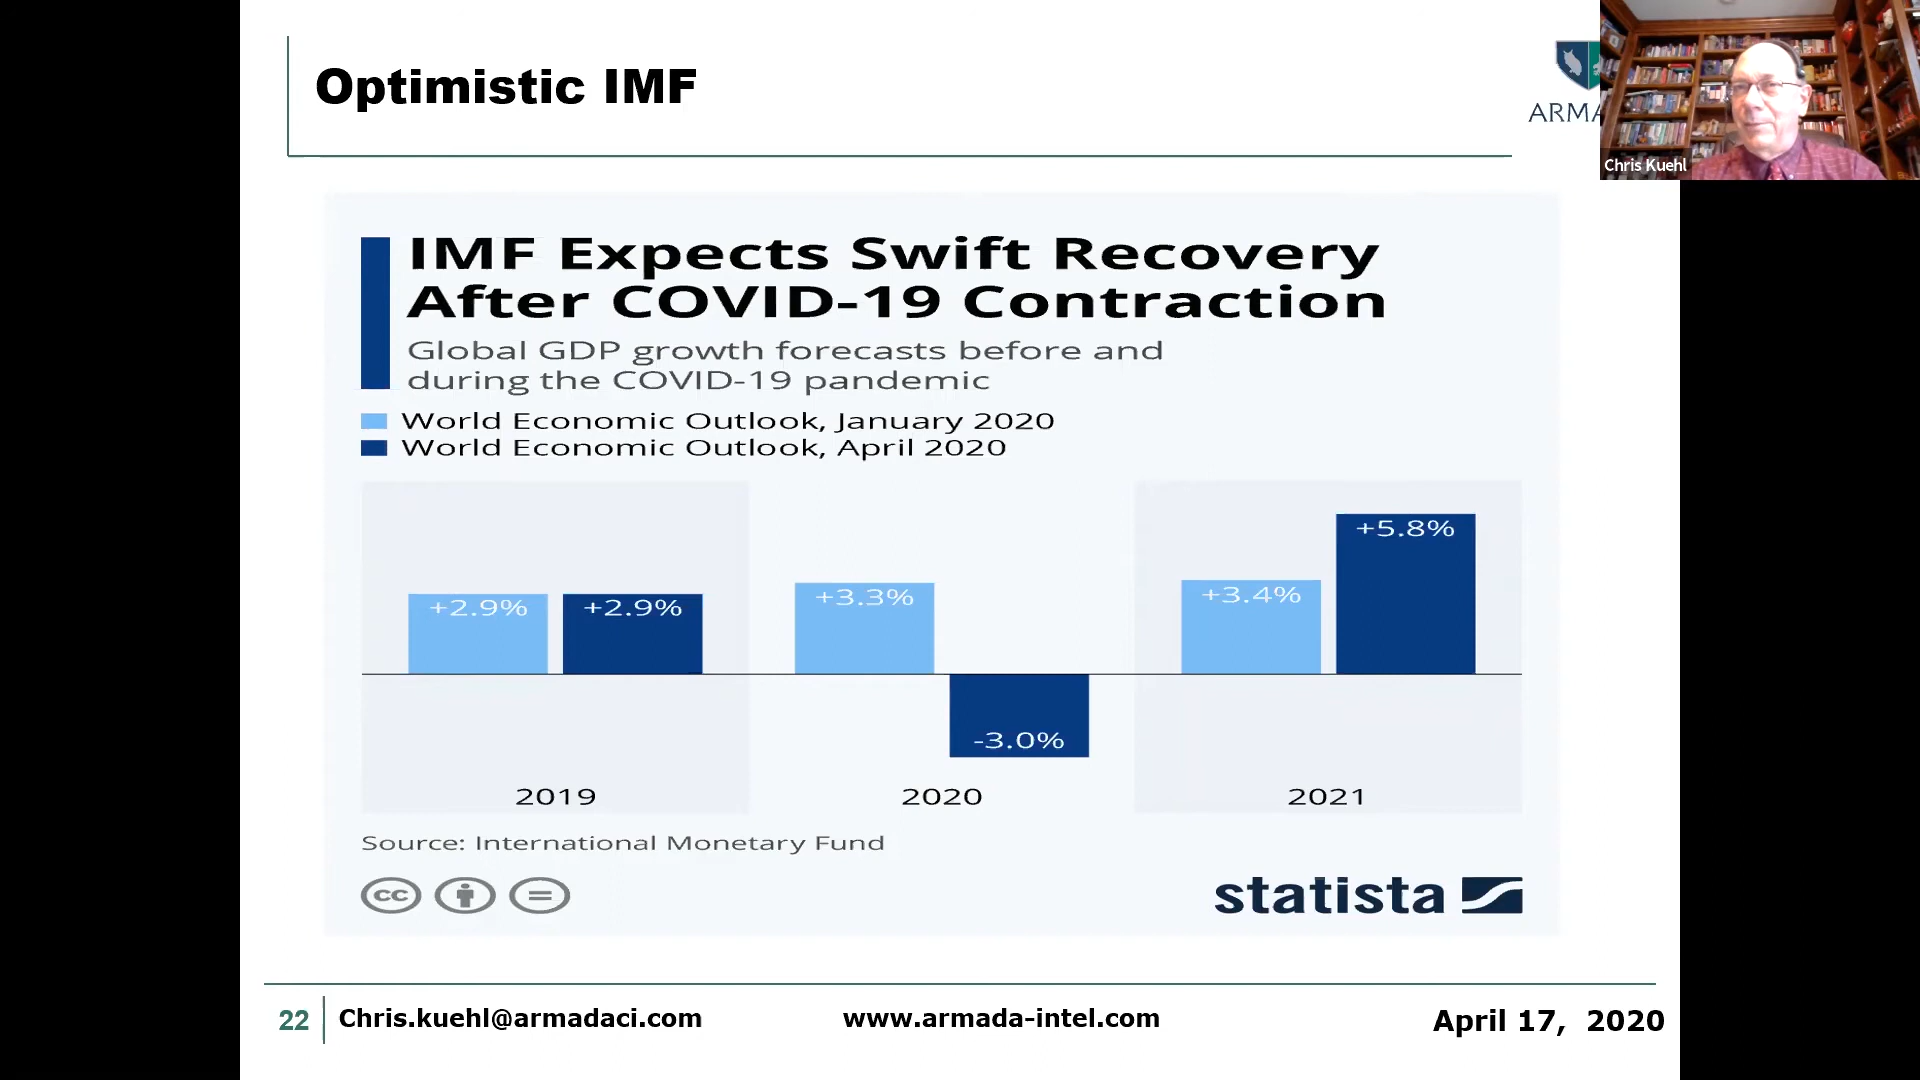 Optimistic IMF
Chris Kuehl
IMF Expects Swift Recovery
After COVID-19 Contraction
Global GDP growth forecasts before and
during the COVID-19 pandemic
World Economic Outlook, January 2020
World Economic Outlook, April 2020
+2.9%
+2.9%
+3.3%
-3.0%
+3.4%
+5.8%
2019
2020
2021
Source: International Monetary Fund
cc
statista
22
Chris.kuehl@armadaci.com
www.armada-intel.com
April 17, 2020